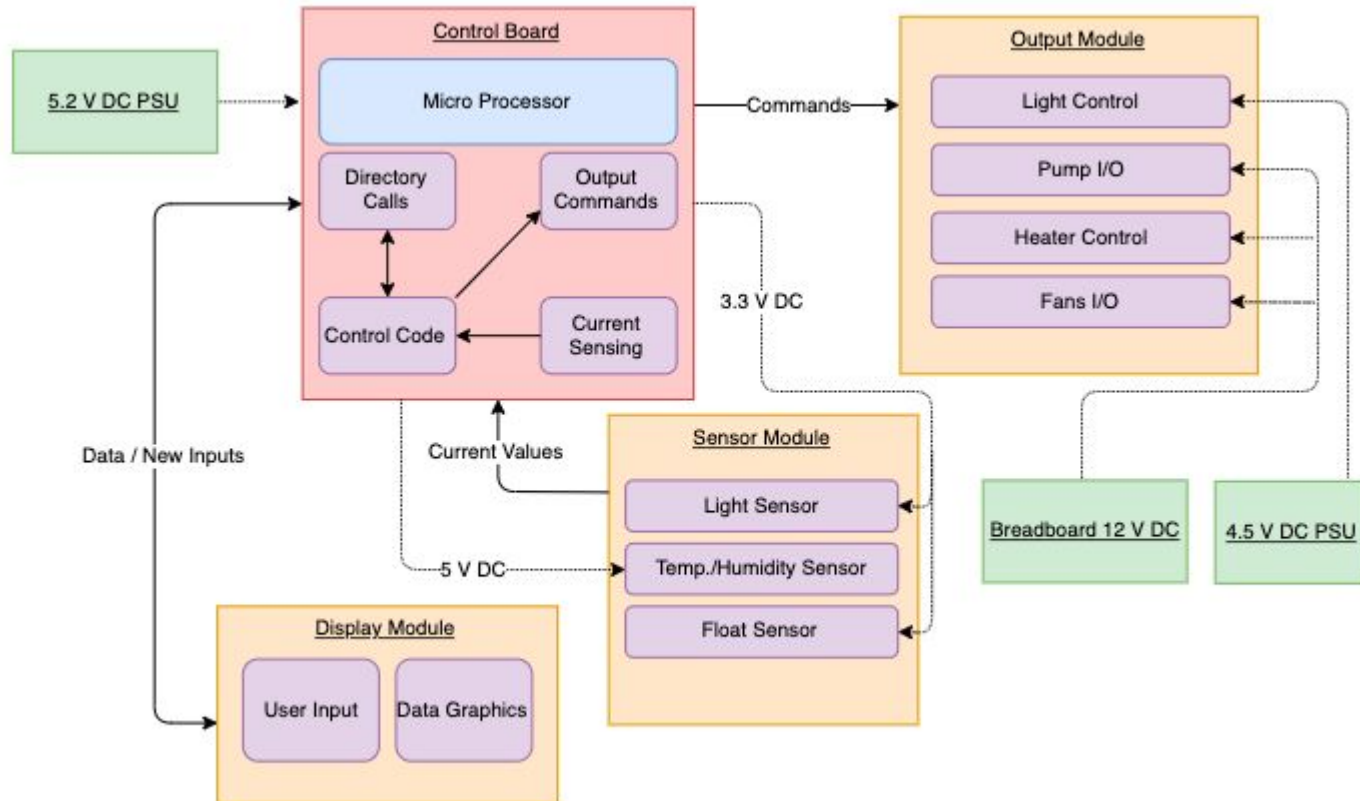 Control Board
Output Module
5.2 V DC PSU
Micro Processor
Commands
Light Control
Directory
Calls
Output
Commands
Pump I/O
Heater Control
3.3 V DC
Fans I/O
Control Code
Current
Sensing
Data / New Inputs
Current Values
Sensor Module
Light Sensor
Breadboard 12 V DC
4.5 V DC PSU
5 V DC
Temp./Humidity Sensor
Display Module
Float Sensor
User Input
Data Graphics